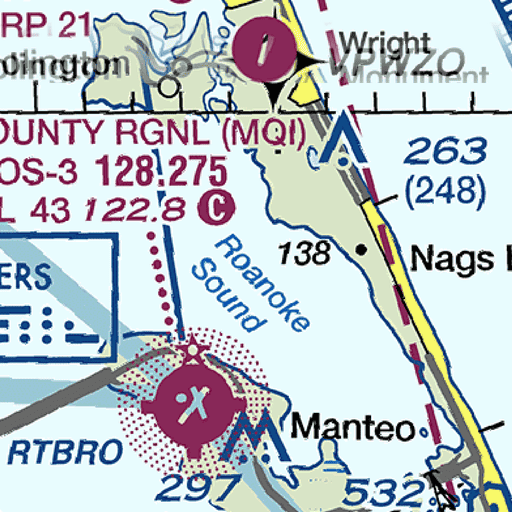 RP 21
Wright
VPWZO
Monument
olington
OUNTY RGNL (MQI)
OS-3 128.275
L 43 122.8 C
263
(248)
138
Nags
Roanoke
Sound
ERS
Manteo
RTBRO
297
532